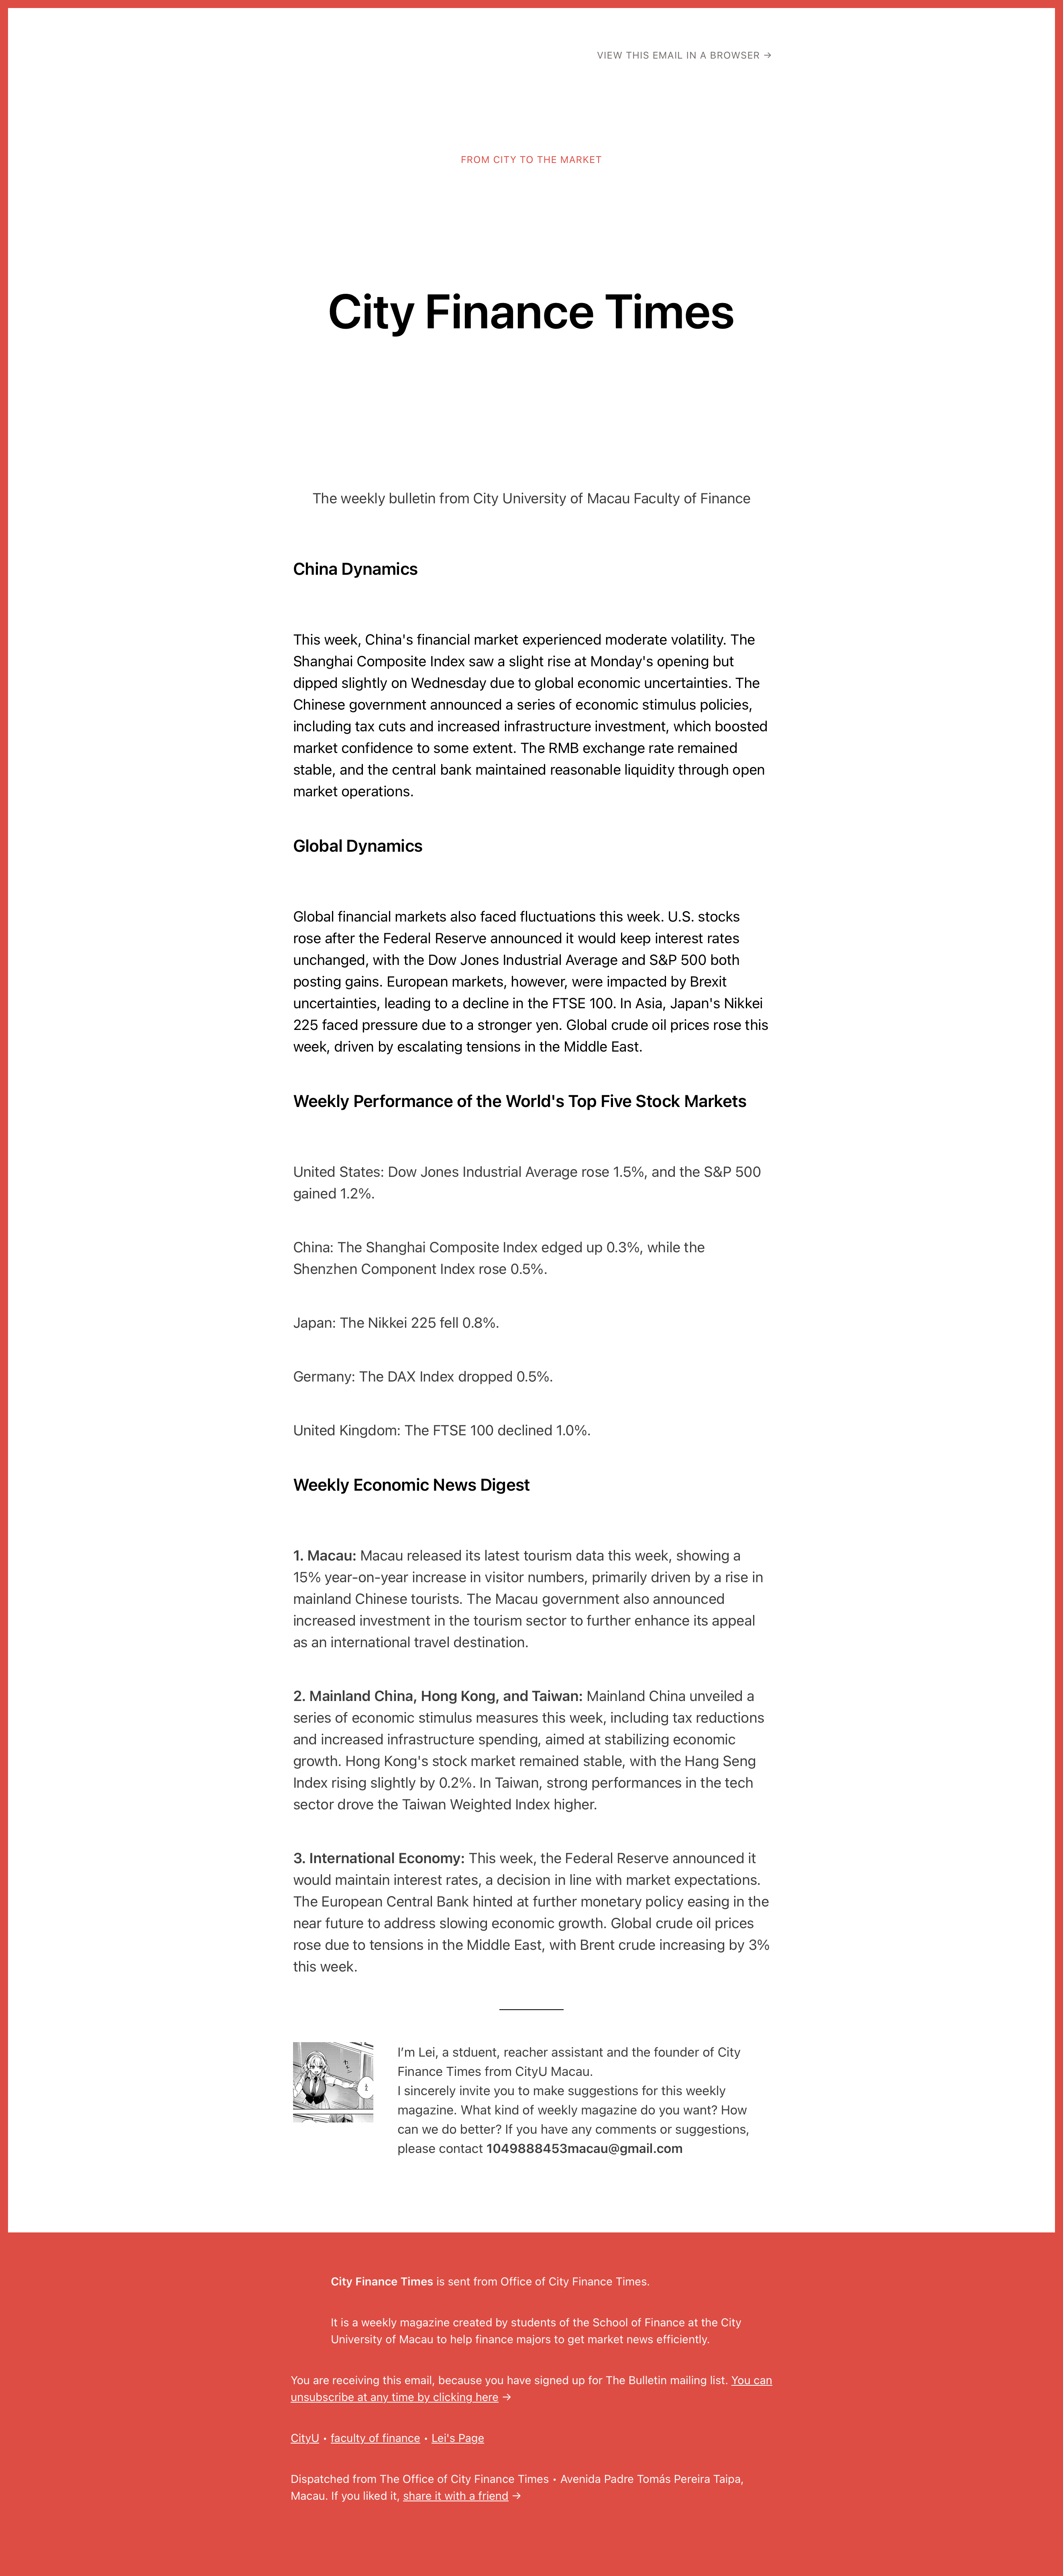 VIEW THIS EMAIL IN A BROWSER →
FROM CITY TO THE MARKET
City Finance Times
The weekly bulletin from City University of Macau Faculty of Finance
China Dynamics
This week, China's financial market experienced moderate volatility. The
Shanghai Composite Index saw a slight rise at Monday's opening but
dipped slightly on Wednesday due to global economic uncertainties. The
Chinese government announced a series of economic stimulus policies,
including tax cuts and increased infrastructure investment, which boosted
market confidence to some extent. The RMB exchange rate remained
stable, and the central bank maintained reasonable liquidity through open
market operations.
Global Dynamics
Global financial markets also faced fluctuations this week. U.S. stocks
rose after the Federal Reserve announced it would keep interest rates
unchanged, with the Dow Jones Industrial Average and S&P 500 both
posting gains. European markets, however, were impacted by Brexit
uncertainties, leading to a decline in the FTSE 100. In Asia, Japan's Nikkei
225 faced pressure due to a stronger yen. Global crude oil prices rose this
week, driven by escalating tensions in the Middle East.
Weekly Performance of the World's Top Five Stock Markets
United States: Dow Jones Industrial Average rose 1.5%, and the S&P 500
gained 1.2%.
China: The Shanghai Composite Index edged up 0.3%, while the
Shenzhen Component Index rose 0.5%.
Japan: The Nikkei 225 fell 0.8%.
Germany: The DAX Index dropped 0.5%.
United Kingdom: The FTSE 100 declined 1.0%.
Weekly Economic News Digest
1. Macau: Macau released its latest tourism data this week, showing a
15% year-on-year increase in visitor numbers, primarily driven by a rise in
mainland Chinese tourists. The Macau government also announced
increased investment in the tourism sector to further enhance its appeal
as an international travel destination.
2. Mainland China, Hong Kong, and Taiwan: Mainland China unveiled a
series of economic stimulus measures this week, including tax reductions
and increased infrastructure spending, aimed at stabilizing economic
growth. Hong Kong's stock market remained stable, with the Hang Seng
Index rising slightly by 0.2%. In Taiwan, strong performances in the tech
sector drove the Taiwan Weighted Index higher.
3. International Economy: This week, the Federal Reserve announced it
would maintain interest rates, a decision in line with market expectations.
The European Central Bank hinted at further monetary policy easing in the
near future to address slowing economic growth. Global crude oil prices
rose due to tensions in the Middle East, with Brent crude increasing by 3%
this week.
I'm Lei, a stduent, reacher assistant and the founder of City
Finance Times from CityU Macau.
I sincerely invite you to make suggestions for this weekly
magazine. What kind of weekly magazine do you want? How
can we do better? If you have any comments or suggestions,
please contact 1049888453macau@gmail.com
City Finance Times is sent from Office of City Finance Times.
It is a weekly magazine created by students of the School of Finance at the City
University of Macau to help finance majors to get market news efficiently.
You are receiving this email, because you have signed up for The Bulletin mailing list. You can
unsubscribe at any time by clicking here →
CityU • faculty of finance • Lei's Page
Dispatched from The Office of City Finance Times • Avenida Padre Tomás Pereira Taipa,
Macau. If you liked it, share it with a friend →